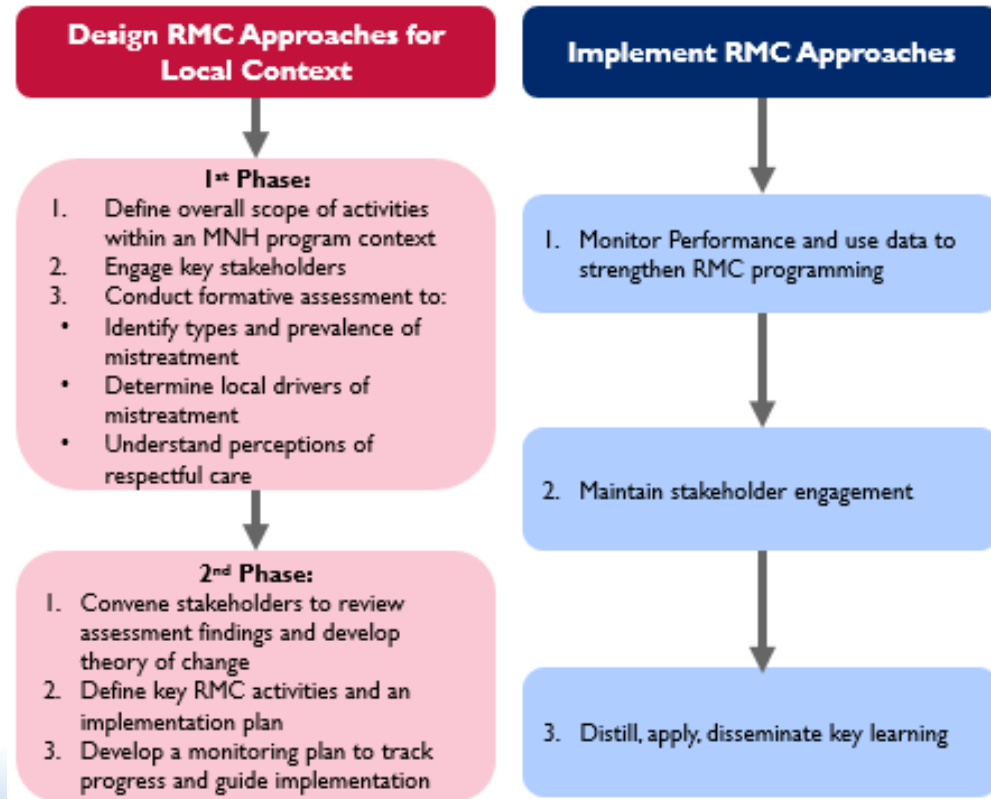 Design RMC Approaches for
Local Context
1st Phase:
1. Define overall scope of activities
within an MNH program context
2. Engage key stakeholders
3. Conduct formative assessment to:
• Identify types and prevalence of
mistreatment
• Determine local drivers of
mistreatment
• Understand perceptions of
respectful care
2nd Phase:
1. Convene stakeholders to review
assessment findings and develop
theory of change
2. Define key RMC activities and an
implementation plan
3. Develop a monitoring plan to track
progress and guide implementation
Implement RMC Approaches
1. Monitor Performance and use data to
strengthen RMC programming
2. Maintain stakeholder engagement
3. Distill, apply, disseminate key learning